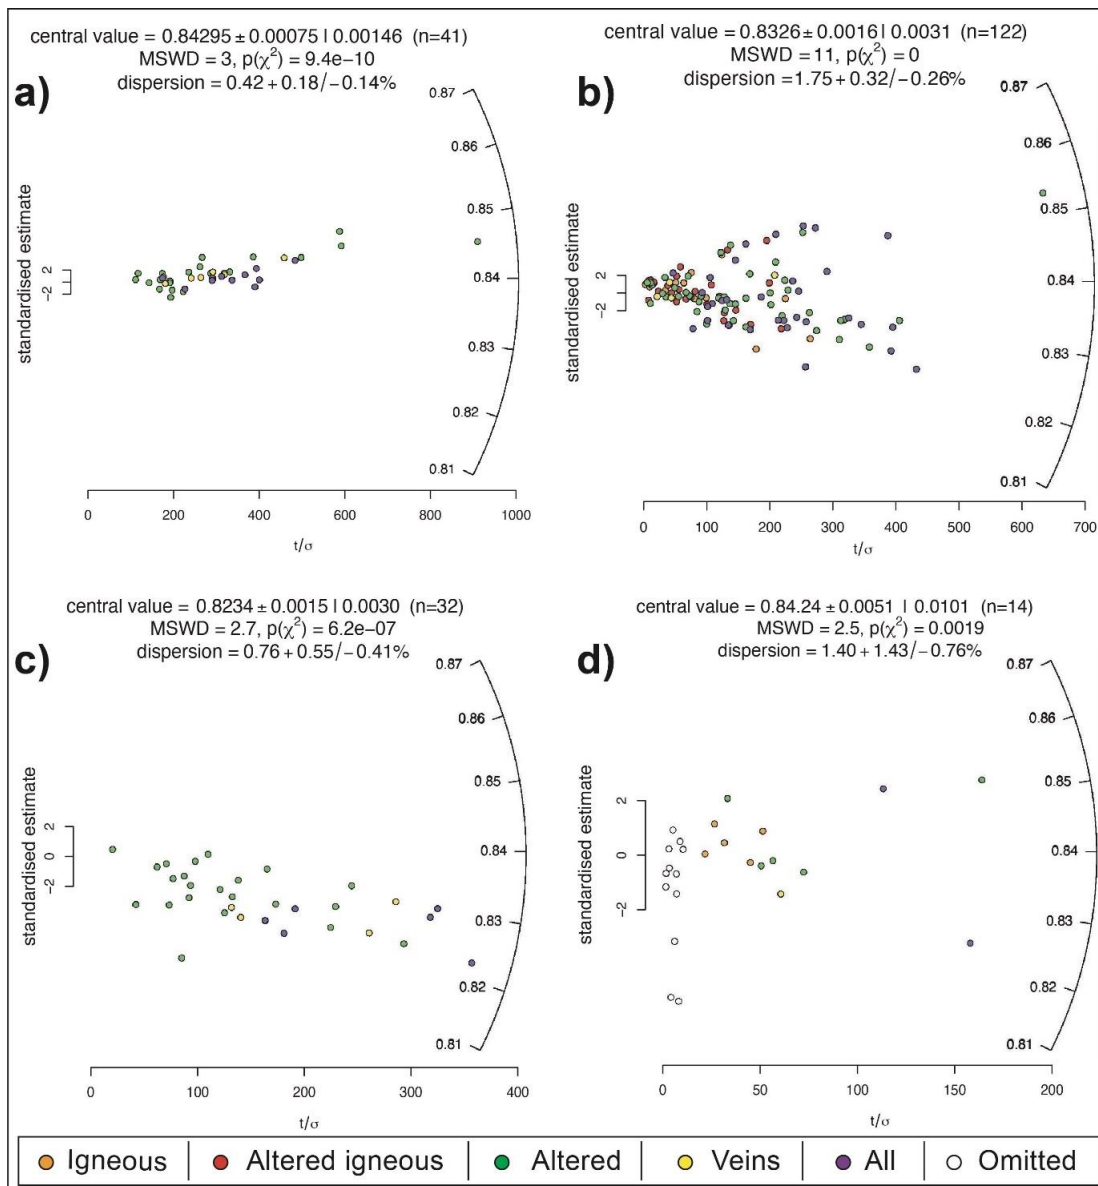 central value = 0.84295 ± 0.00075 | 0.00146 (n=41)
MSWD = 3, p(χ²) = 9.4e−10
dispersion = 0.42 + 0.18/−0.14%
a)
0.87
0.86
0.85
0.84
0.83
0.82
0.81
standardised estimate
2
−2
0
200
400
600
800
1000
t/σ
central value = 0.8326 ± 0.0016 | 0.0031 (n=122)
MSWD = 11, p(χ²) = 0
dispersion = 1.75 + 0.32/−0.26%
b)
0.87
0.86
0.85
0.84
0.83
0.82
0.81
standardised estimate
2
−2
0
100
200
300
400
500
600
700
t/σ
central value = 0.8234 ± 0.0015 | 0.0030 (n=32)
MSWD = 2.7, p(χ²) = 6.2e−07
dispersion = 0.76 + 0.55/−0.41%
c)
0.87
0.86
0.85
0.84
0.83
0.82
0.81
standardised estimate
2
0
−2
0
100
200
300
400
t/σ
central value = 0.84.24 ± 0.0051 | 0.0101 (n=14)
MSWD = 2.5, p(χ²) = 0.0019
dispersion = 1.40 + 1.43/−0.76%
d)
0.87
0.86
0.85
0.84
0.83
0.82
0.81
standardised estimate
2
0
−2
0
50
100
150
200
t/σ
Igneous Altered igneous Altered Veins All Omitted